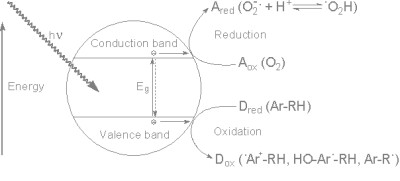 A_red (O₂⁻· + H⁺ ⇌ ·O₂H)
hν
Conduction band
Reduction
Energy
E_g
A_ox (O₂)
D_red (Ar-RH)
Valence band
Oxidation
D_ox (·Ar⁺-RH, HO-Ar·-RH, Ar-R·)